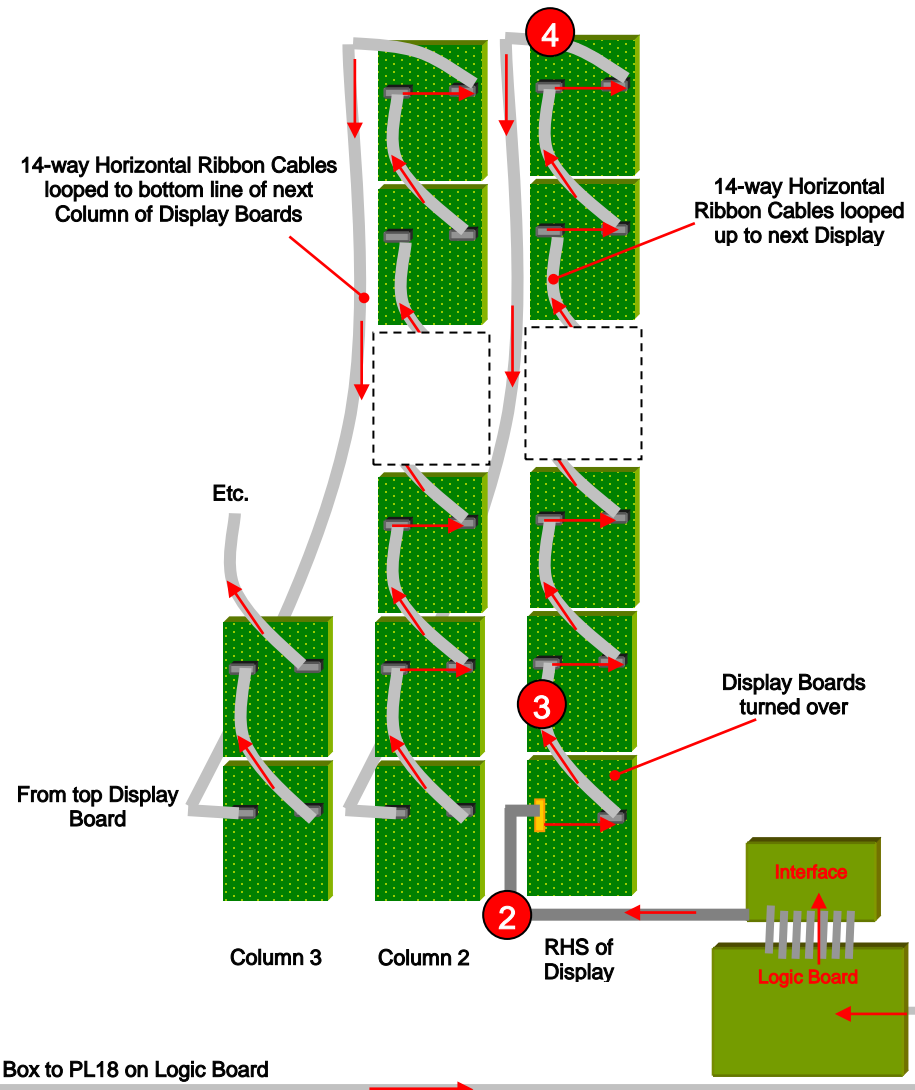 4
14-way Horizontal Ribbon Cables
looped to bottom line of next
Column of Display Boards
14-way Horizontal
Ribbon Cables looped
up to next Display
Etc.
3
Display Boards
turned over
From top Display
Board
Interface
2
Column 3
Column 2
RHS of
Display
Logic Board
Box to PL18 on Logic Board